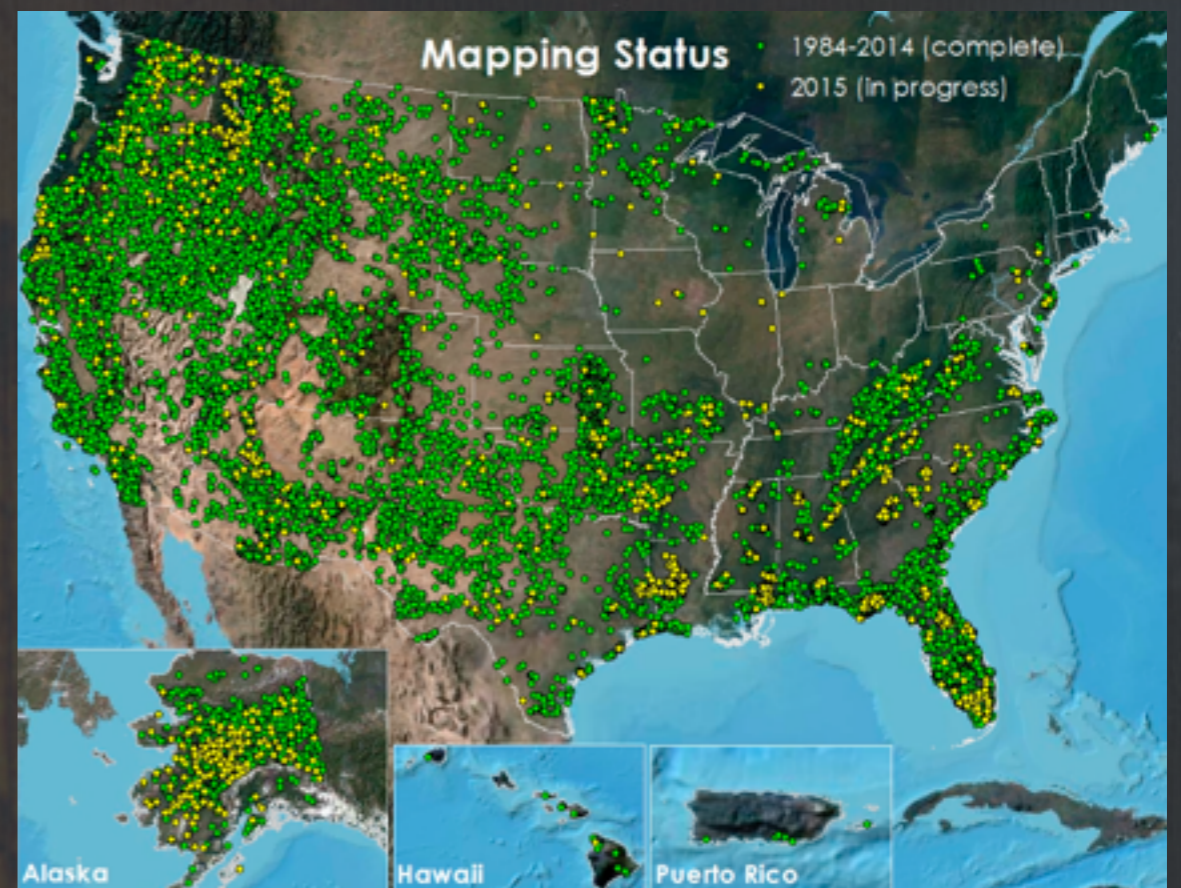 Mapping Status
1984-2014 (complete)
2015 (in progress)
Alaska
Hawaii
Puerto Rico